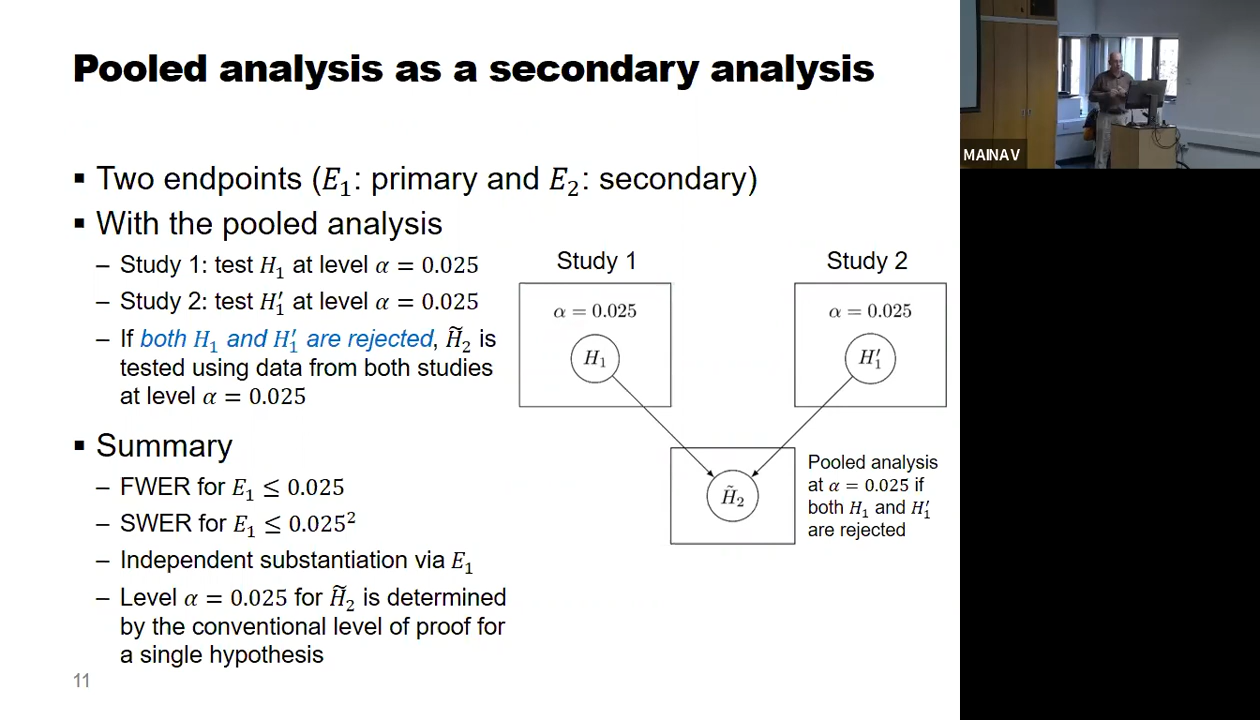 Pooled analysis as a secondary analysis
▪ Two endpoints (E₁: primary and E₂: secondary)
▪ With the pooled analysis
– Study 1: test H₁ at level α = 0.025
– Study 2: test H₁′ at level α = 0.025
– If both H₁ and H₁′ are rejected, H̃₂ is
tested using data from both studies
at level α = 0.025
▪ Summary
– FWER for E₁ ≤ 0.025
– SWER for E₁ ≤ 0.025²
– Independent substantiation via E₁
– Level α = 0.025 for H̃₂ is determined
by the conventional level of proof for
a single hypothesis
Study 1
α = 0.025
H₁
Study 2
α = 0.025
H₁′
H̃₂
Pooled analysis
at α = 0.025 if
both H₁ and H₁′
are rejected
11
MAIN AV